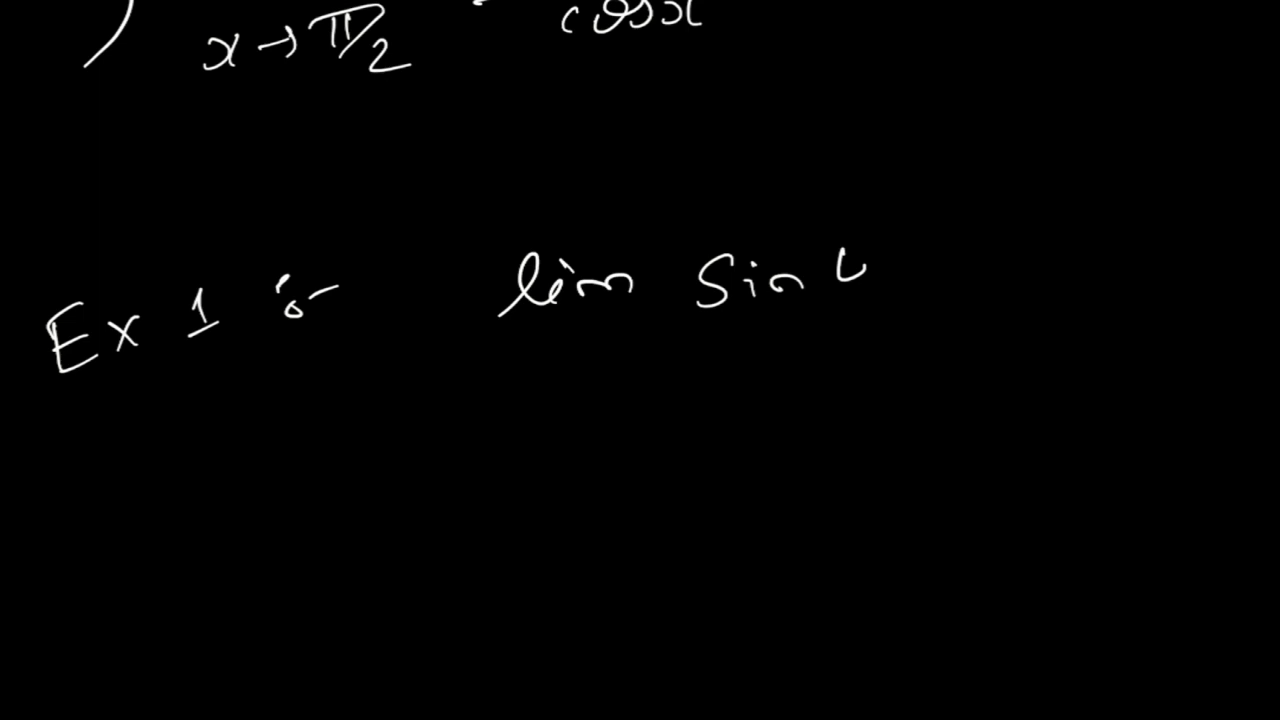 ) x→π/2 cosx
Ex 1 :- lim Sin